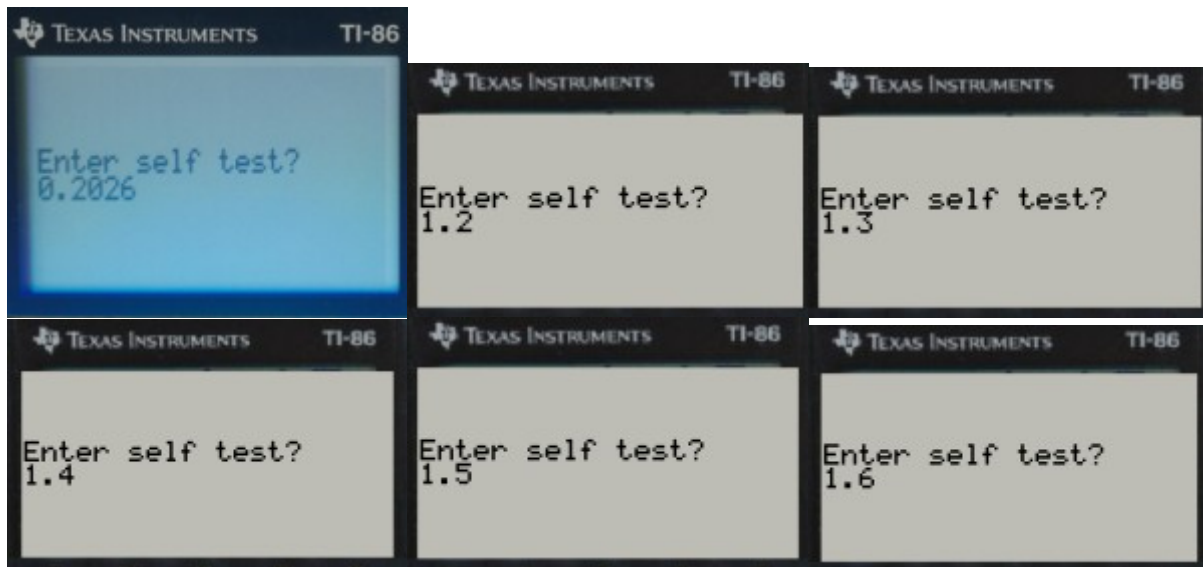 TEXAS INSTRUMENTS TI-86
Enter self test?
0.2026
TEXAS INSTRUMENTS TI-86
Enter self test?
1.2
TEXAS INSTRUMENTS TI-86
Enter self test?
1.3
TEXAS INSTRUMENTS TI-86
Enter self test?
1.4
TEXAS INSTRUMENTS TI-86
Enter self test?
1.5
TEXAS INSTRUMENTS TI-86
Enter self test?
1.6